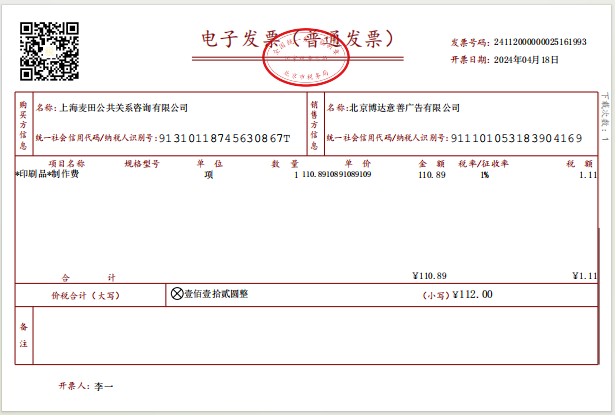 电子发票（普通发票）
发票号码: 24112000000025161993
开票日期: 2024年04月18日
购买方信息
名称: 上海麦田公共关系咨询有限公司
统一社会信用代码/纳税人识别号: 91310118745630867T
销售方信息
名称: 北京博达意善广告有限公司
统一社会信用代码/纳税人识别号: 911101053183904169
下载次数: 1
项目名称 规格型号 单位 数量 单价 金额 税率/征收率 税额
*印刷品*制作费 项 1 110.8910891089109 110.89 1% 1.11
合计 ¥110.89 ¥1.11
价税合计（大写） ⊗壹佰壹拾贰圆整 （小写）¥112.00
备注
开票人: 李一